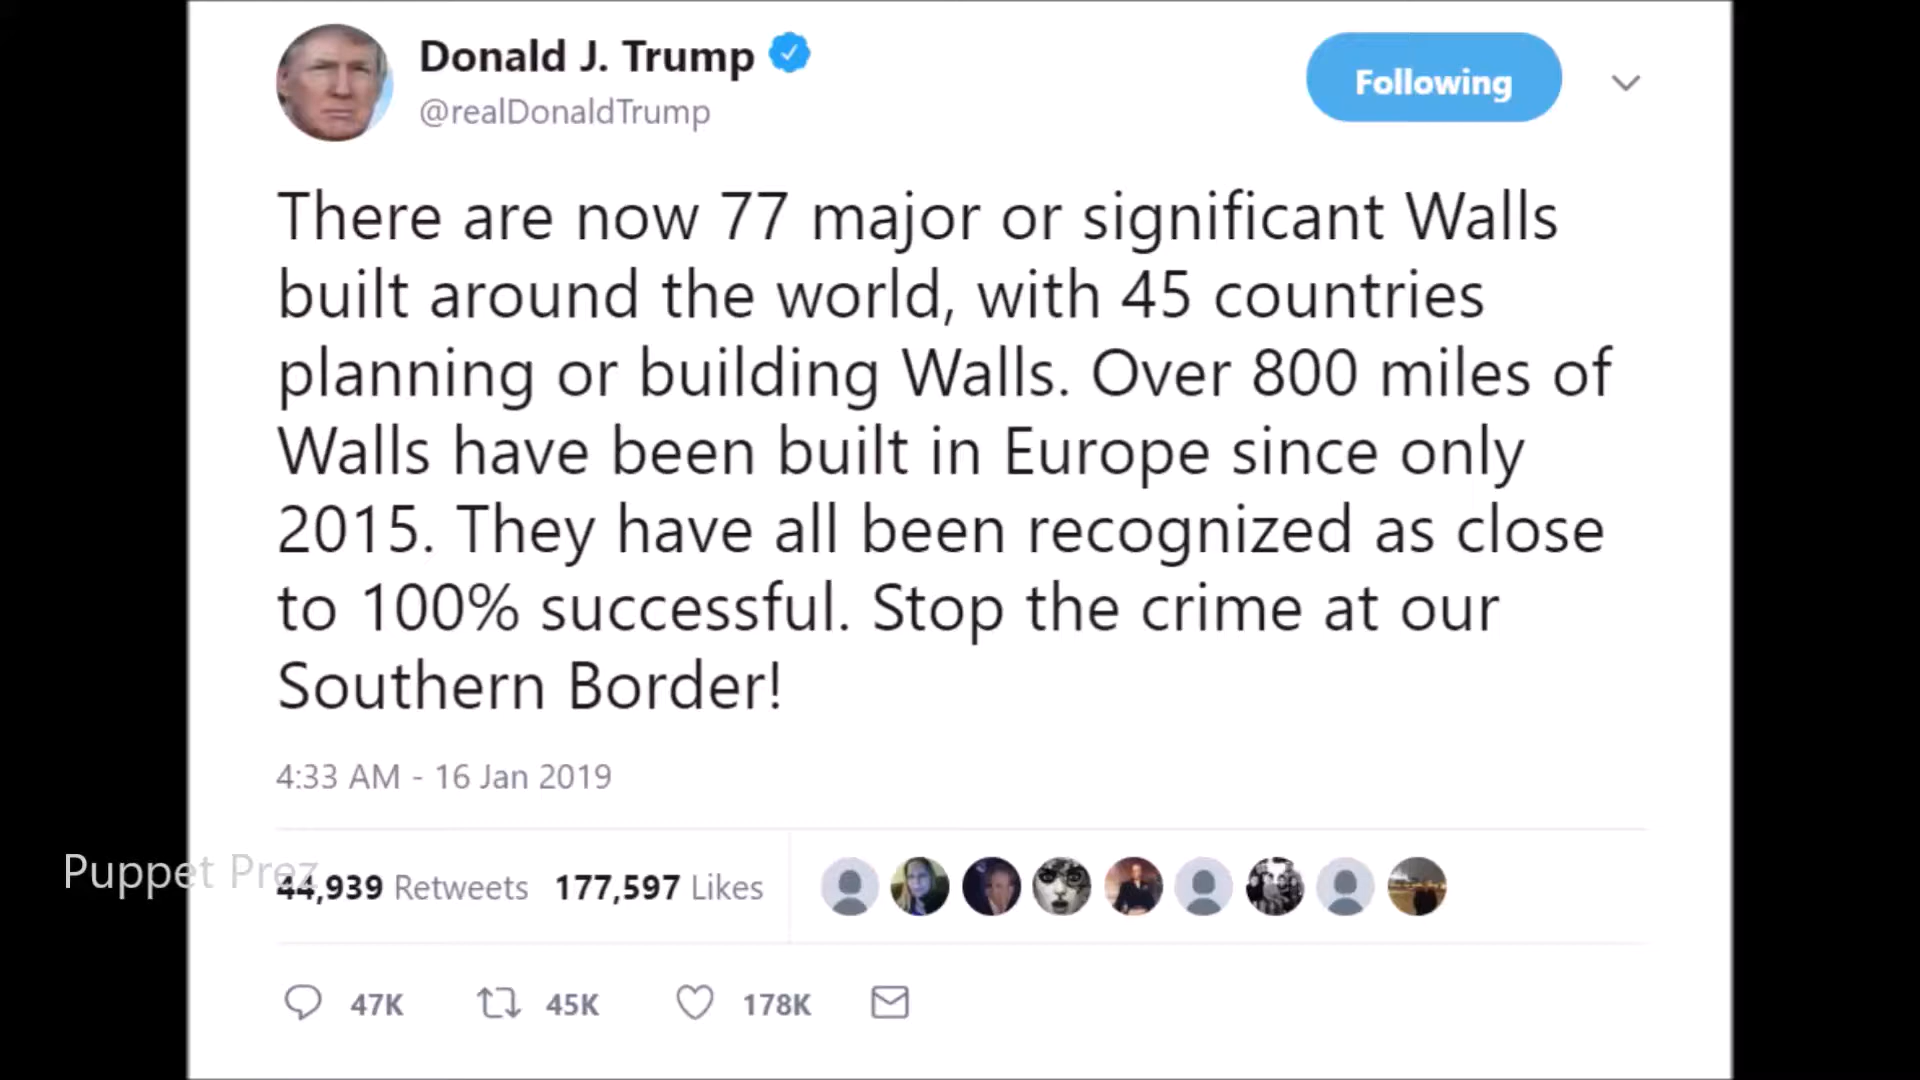 Donald J. Trump
@realDonaldTrump
Following
There are now 77 major or significant Walls
built around the world, with 45 countries
planning or building Walls. Over 800 miles of
Walls have been built in Europe since only
2015. They have all been recognized as close
to 100% successful. Stop the crime at our
Southern Border!
4:33 AM - 16 Jan 2019
Puppet Prez
44,939 Retweets 177,597 Likes
47K 45K 178K